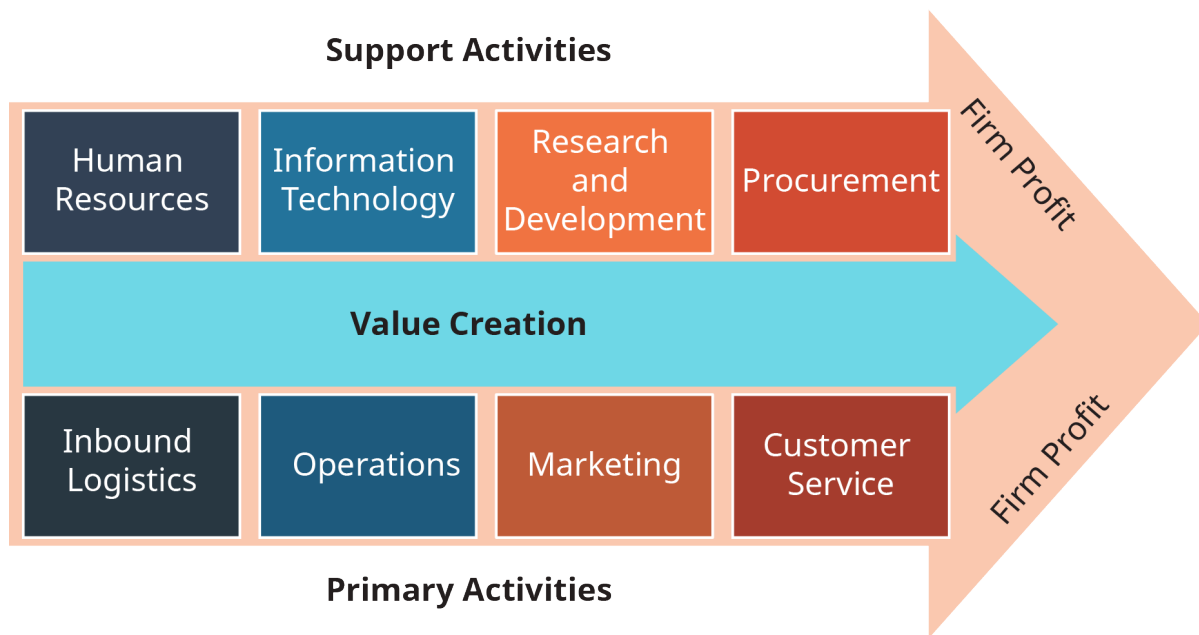 Support Activities
Human
Resources
Information
Technology
Research
and
Development
Procurement
Firm Profit
Value Creation
Inbound
Logistics
Operations
Marketing
Customer
Service
Firm Profit
Primary Activities